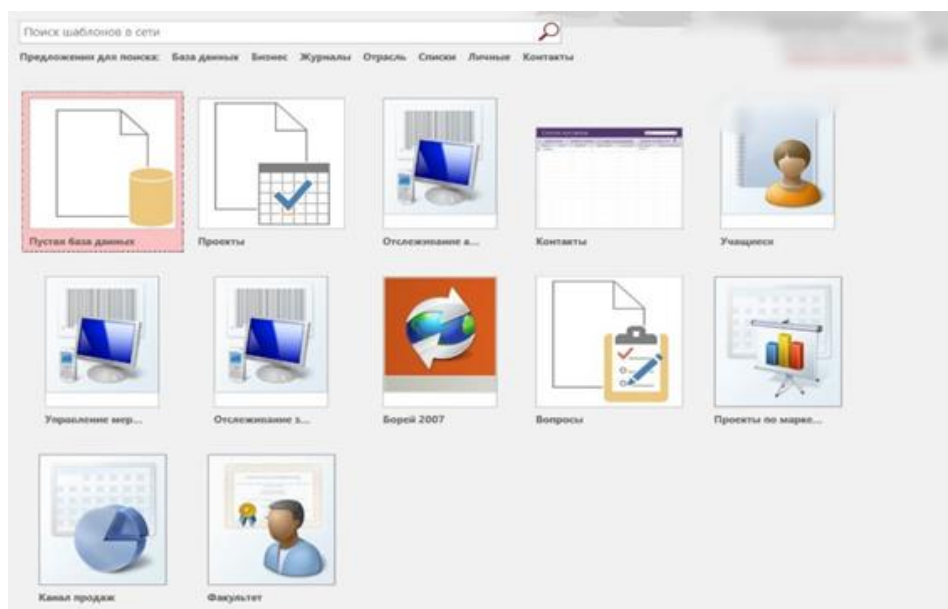 Поиск шаблонов в сети
Предложения для поиска: База данных Бизнес Журналы Отрасль Списки Личные Контакты
Пустая база данных Проекты Отслеживание а... Контакты Учащиеся
Управление мер... Отслеживание з... Борей 2007 Вопросы Проекты по марке...
Канал продаж Факультет